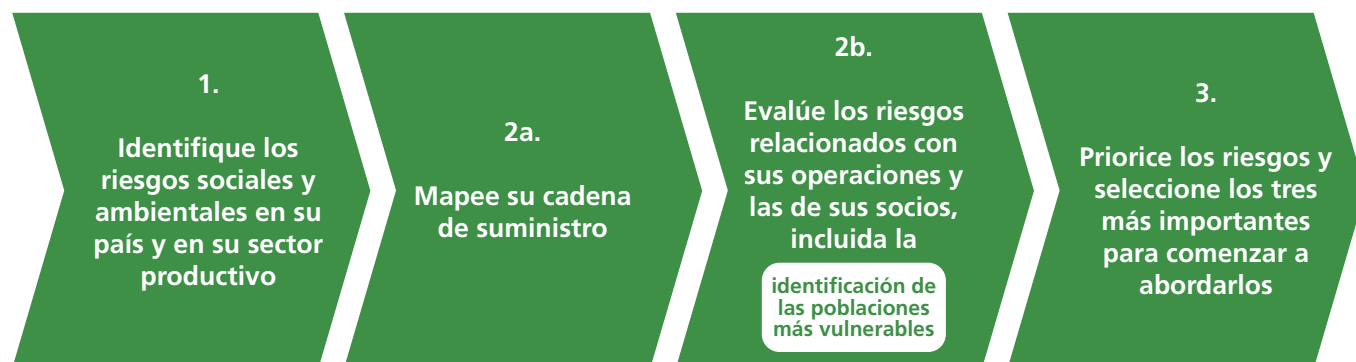 1.
Identifique los
riesgos sociales y
ambientales en su
país y en su sector
productivo
2a.
Mapee su cadena
de suministro
2b.
Evalúe los riesgos
relacionados con
sus operaciones y
las de sus socios,
incluida la
identificación de
las poblaciones
más vulnerables
3.
Priorice los riesgos y
seleccione los tres
más importantes
para comenzar a
abordarlos